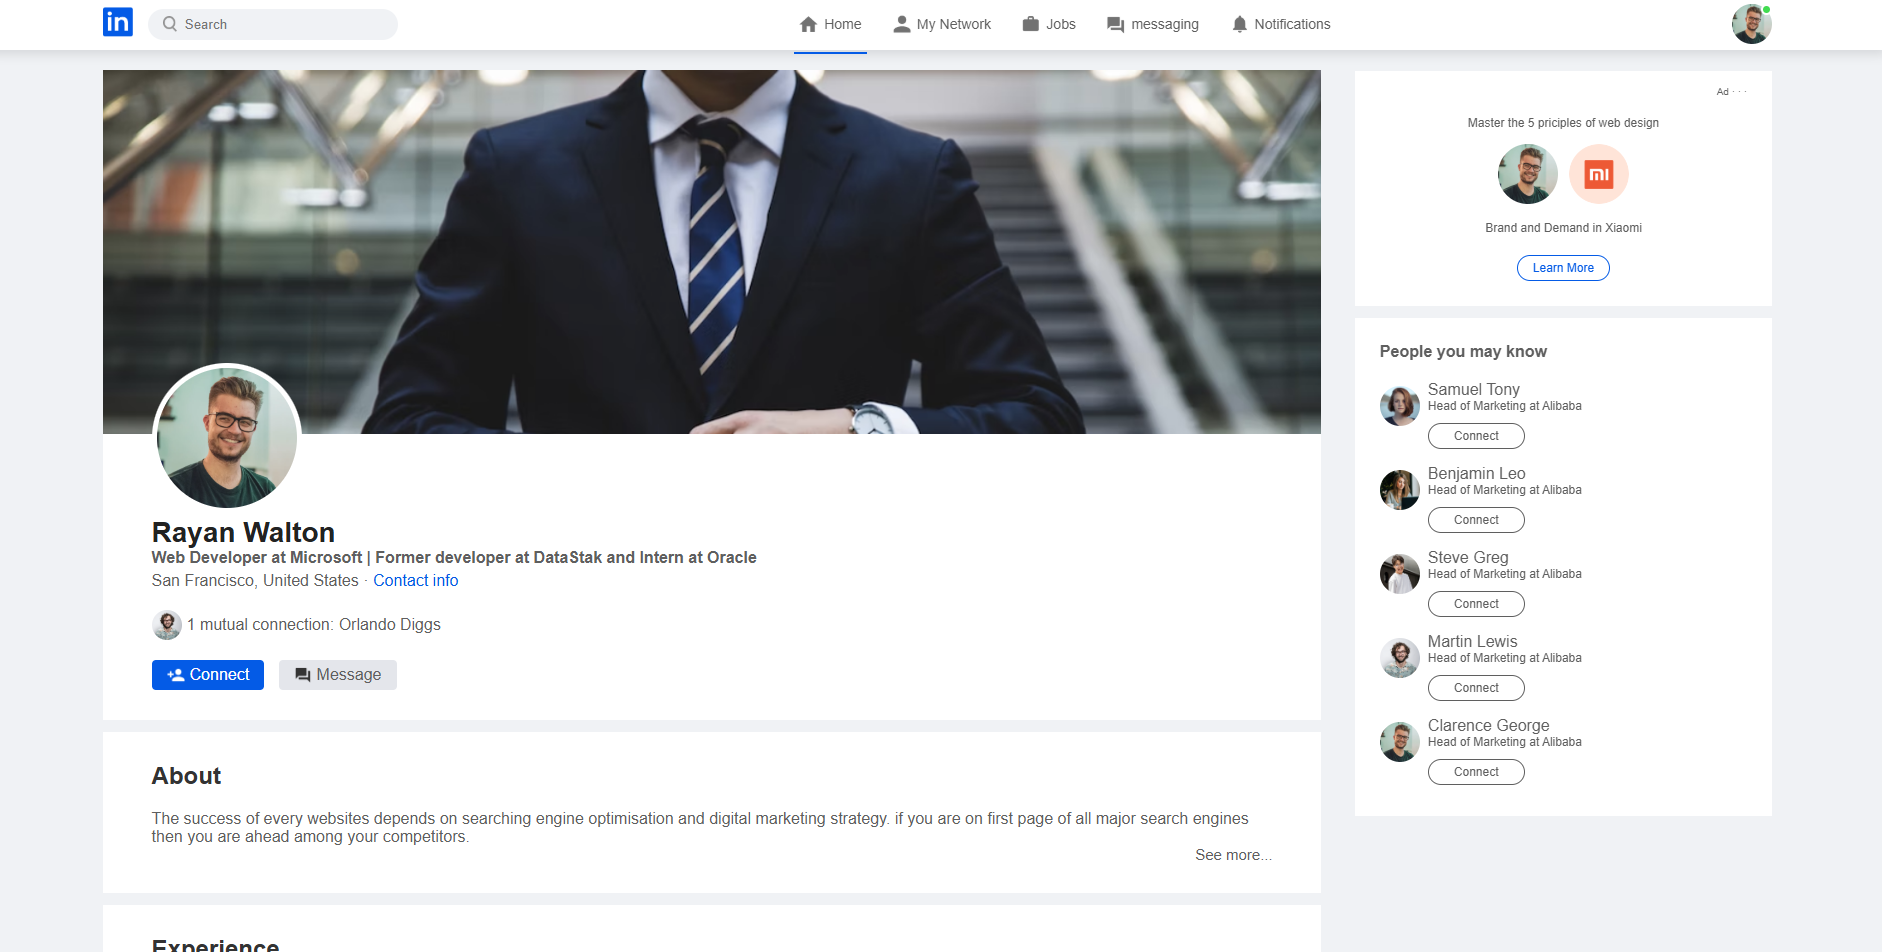 in
Search
Home
My Network
Jobs
messaging
Notifications
Ad · · ·
Master the 5 priciples of web design
mi
Brand and Demand in Xiaomi
Learn More
Rayan Walton
Web Developer at Microsoft | Former developer at DataStak and Intern at Oracle
San Francisco, United States · Contact info
1 mutual connection: Orlando Diggs
Connect
Message
About
The success of every websites depends on searching engine optimisation and digital marketing strategy. if you are on first page of all major search engines
then you are ahead among your competitors.
See more...
Experience
People you may know
Samuel Tony
Head of Marketing at Alibaba
Connect
Benjamin Leo
Head of Marketing at Alibaba
Connect
Steve Greg
Head of Marketing at Alibaba
Connect
Martin Lewis
Head of Marketing at Alibaba
Connect
Clarence George
Head of Marketing at Alibaba
Connect